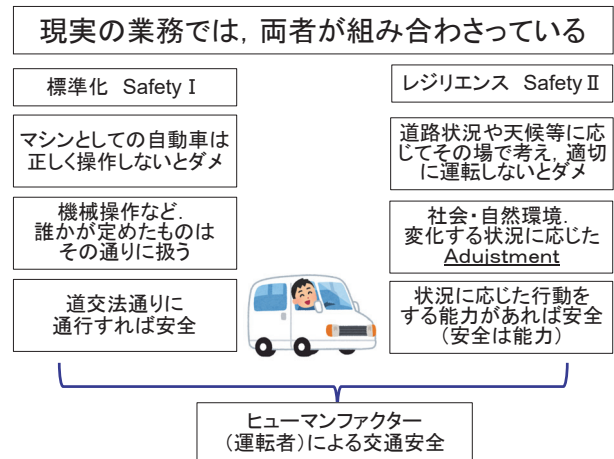 現実の業務では，両者が組み合わさっている
標準化　SafetyⅠ
マシンとしての自動車は
正しく操作しないとダメ
機械操作など．
誰かが定めたものは
その通りに扱う
道交法通りに
通行すれば安全
レジリエンス　SafetyⅡ
道路状況や天候等に応
じてその場で考え，適切
に運転しないとダメ
社会・自然環境．
変化する状況に応じた
Adujstment
状況に応じた行動を
する能力があれば安全
（安全は能力）
ヒューマンファクター
（運転者）による交通安全